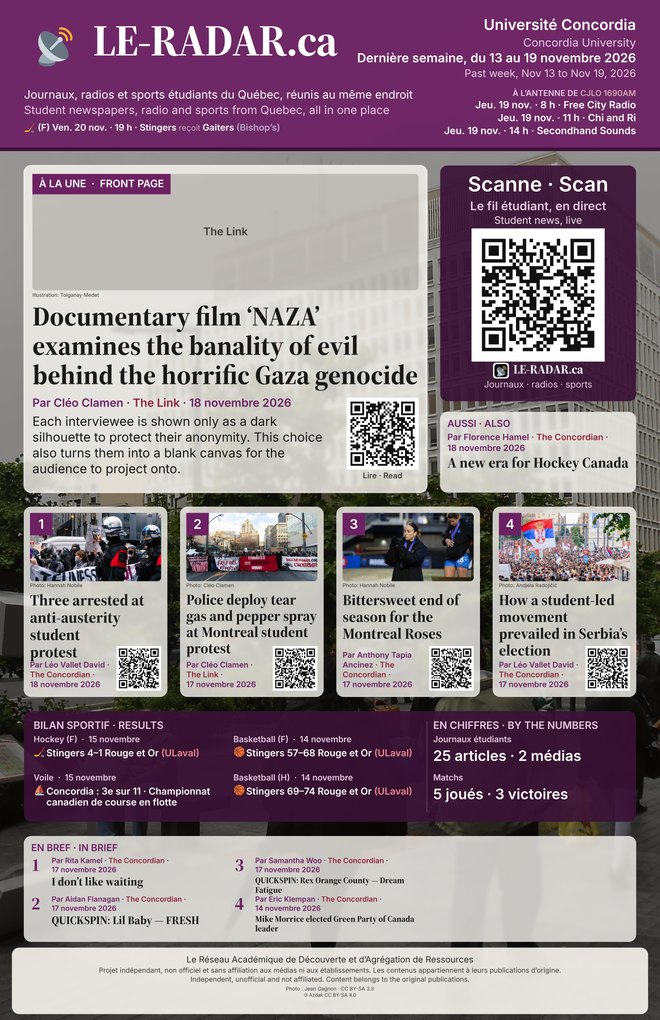 LE-RADAR.ca
Journaux, radios et sports étudiants du Québec, réunis au même endroit
Student newspapers, radio and sports from Quebec, all in one place
(F) Ven. 20 nov. · 19 h · Stingers reçoit Gaiters (Bishop's)
Université Concordia
Concordia University
Dernière semaine, du 13 au 19 novembre 2026
Past week, Nov 13 to Nov 19, 2026
À L'ANTENNE DE CJLO 1690AM
Jeu. 19 nov. · 8 h · Free City Radio
Jeu. 19 nov. · 11 h · Chi and Ri
Jeu. 19 nov. · 14 h · Secondhand Sounds
À LA UNE · FRONT PAGE
The Link
Illustration: Tolganay Medet
Documentary film ‘NAZA’
examines the banality of evil
behind the horrific Gaza genocide
Par Cléo Clamen · The Link · 18 novembre 2026
Each interviewee is shown only as a dark
silhouette to protect their anonymity. This choice
also turns them into a blank canvas for the
audience to project onto.
Lire · Read
Scanne · Scan
Le fil étudiant, en direct
Student news, live
LE-RADAR.ca
Journaux · radios · sports
AUSSI · ALSO
Par Florence Hamel · The Concordian ·
18 novembre 2026
A new era for Hockey Canada
1
Photo: Hannah Nobile
Three arrested at
anti-austerity
student
protest
Par Léo Vallet David ·
The Concordian ·
18 novembre 2026
2
Photo: Cléo Clamen
Police deploy tear
gas and pepper spray
at Montreal student
protest
Par Cléo Clamen ·
The Link ·
17 novembre 2026
3
Photo: Hannah Nobile
Bittersweet end of
season for the
Montreal Roses
Par Anthony Tapia
Ancinez · The
Concordian ·
17 novembre 2026
4
Photo: Andjela Radojičić
How a student-led
movement
prevailed in Serbia's
election
Par Léo Vallet David ·
The Concordian ·
17 novembre 2026
BILAN SPORTIF · RESULTS
Hockey (F) · 15 novembre
Stingers 4–1 Rouge et Or (ULaval)
Voile · 15 novembre
Concordia : 3e sur 11 · Championnat
canadien de course en flotte
Basketball (F) · 14 novembre
Stingers 57–68 Rouge et Or (ULaval)
Basketball (H) · 14 novembre
Stingers 69–74 Rouge et Or (ULaval)
EN CHIFFRES · BY THE NUMBERS
Journaux étudiants
25 articles · 2 médias
Matchs
5 joués · 3 victoires
EN BREF · IN BRIEF
1
Par Rita Kamel · The Concordian ·
17 novembre 2026
I don't like waiting
2
Par Aidan Flanagan · The Concordian ·
17 novembre 2026
QUICKSPIN: Lil Baby — FRESH
3
Par Samantha Woo · The Concordian ·
17 novembre 2026
QUICKSPIN: Rex Orange County — Dream
Fatigue
4
Par Eric Klempan · The Concordian ·
14 novembre 2026
Mike Morrice elected Green Party of Canada
leader
Le Réseau Académique de Découverte et d'Agrégation de Ressources
Projet indépendant, non officiel et sans affiliation aux médias ni aux établissements. Les contenus appartiennent à leurs publications d'origine.
Independent, unofficial and not affiliated. Content belongs to the original publications.
Photo : Jean Gagnon · CC BY-SA 3.0
© Azdak CC BY-SA 4.0